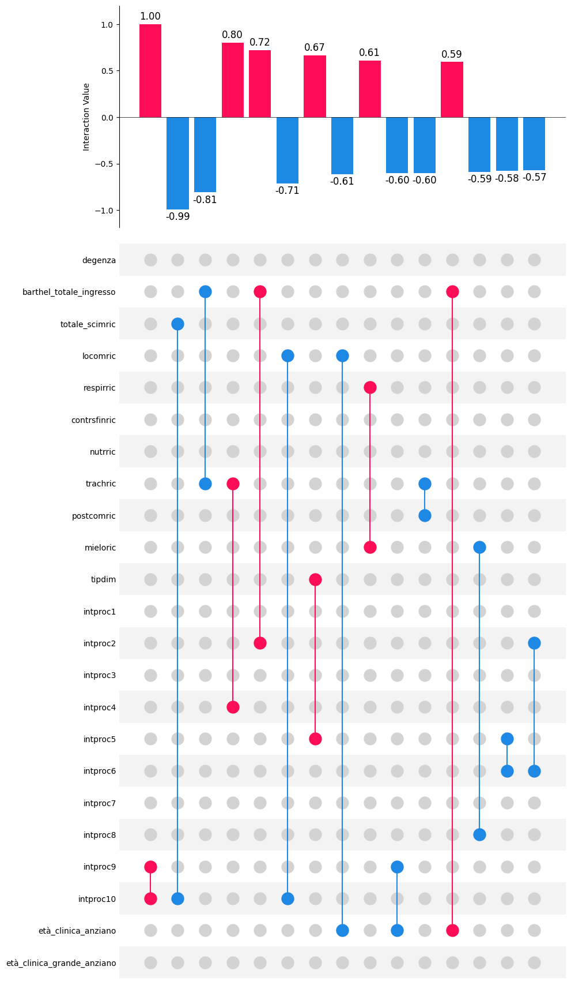 1.00
0.80
0.72
0.67
0.61
0.59
1.0
0.5
0.0
−0.5
−1.0
Interaction Value
-0.99
-0.81
-0.71
-0.61
-0.60
-0.60
-0.59
-0.58
-0.57
degenza
barthel_totale_ingresso
totale_scimric
locomric
respirric
contrsfinric
nutrric
trachric
postcomric
mieloric
tipdim
intproc1
intproc2
intproc3
intproc4
intproc5
intproc6
intproc7
intproc8
intproc9
intproc10
età_clinica_anziano
età_clinica_grande_anziano